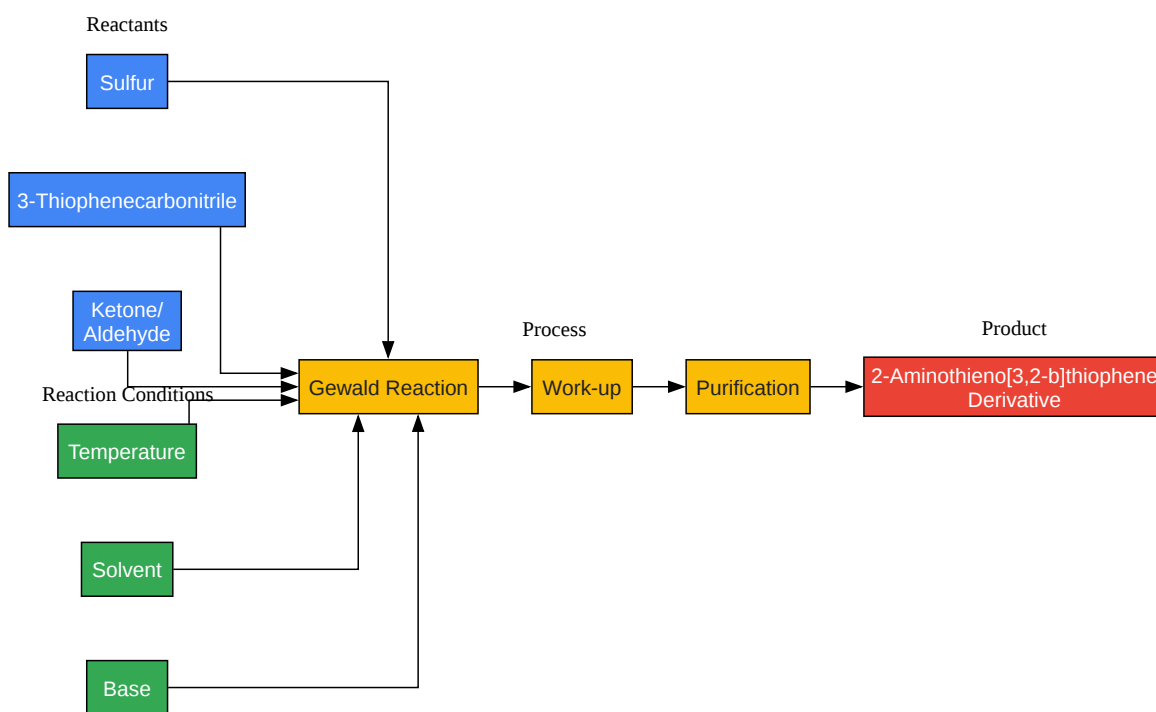 Reactants
Sulfur
3-Thiophenecarbonitrile
Ketone/
Aldehyde
Reaction Conditions
Temperature
Solvent
Base
Process
Gewald Reaction
Work-up
Purification
Product
2-Aminothieno[3,2-b]thiophene
Derivative